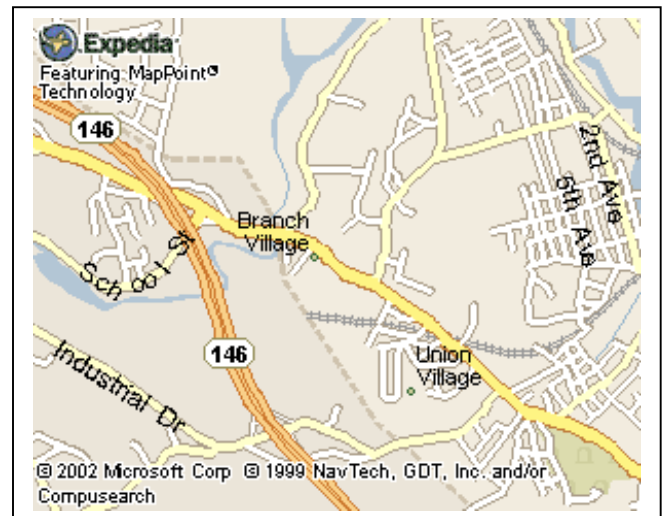 Expedia
Featuring MapPoint®
Technology
146
2nd Ave
5th Ave
Branch
Village
School St
146
Industrial Dr
Union
Village
© 2002 Microsoft Corp © 1999 NavTech, GDT, Inc. and/or
Compusearch